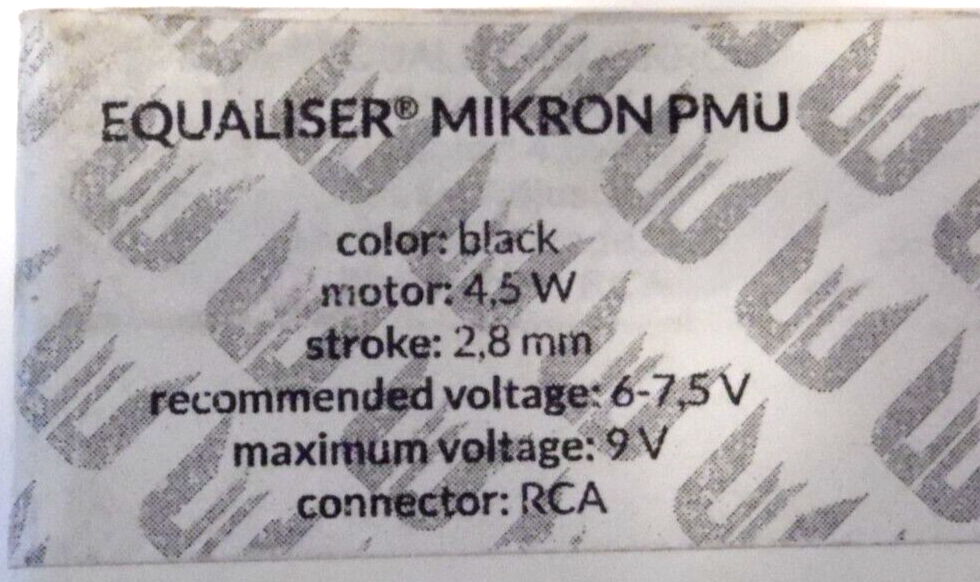 EQUALISER® MIKRON PMU
color: black
motor: 4,5 W
stroke: 2,8 mm
recommended voltage: 6-7,5 V
maximum voltage: 9 V
connector: RCA